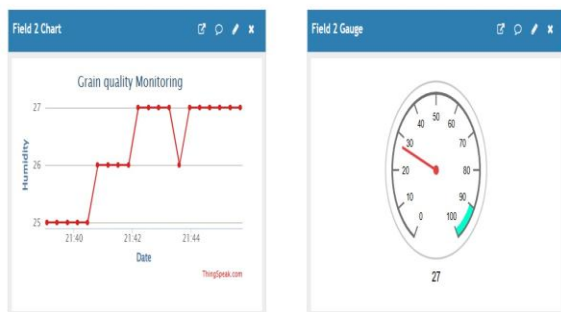 Field 2 Chart
Grain quality Monitoring
27
26
25
Humidity
21:40 21:42 21:44
Date
ThingSpeak.com
Field 2 Gauge
0
10
20
30
40
50
60
70
80
90
100
27